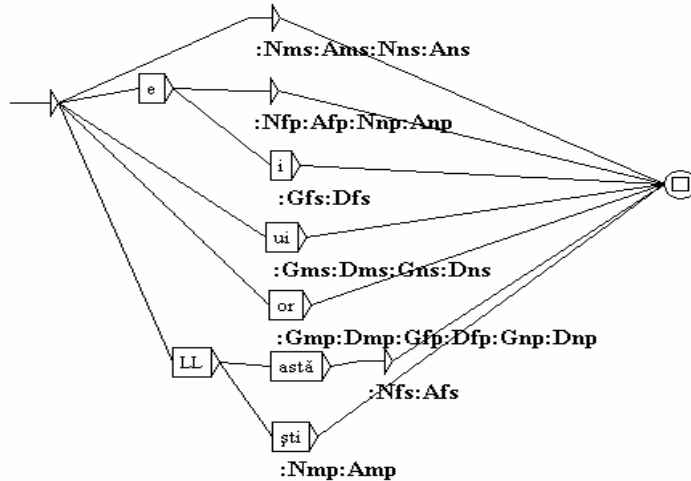 :Nms:Ams:Nns:Ans
e
:Nfp:Afp:Nnp:Anp
i
:Gfs:Dfs
ui
:Gms:Dms:Gns:Dns
or
:Gmp:Dmp:Gfp:Dfp:Gnp:Dnp
LL
astă
:Nfs:Afs
şti
:Nmp:Amp